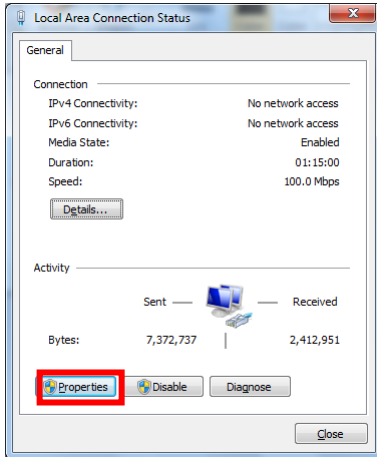 Local Area Connection Status
General
Connection
IPv4 Connectivity: No network access
IPv6 Connectivity: No network access
Media State: Enabled
Duration: 01:15:00
Speed: 100.0 Mbps
Details...
Activity
Sent Received
Bytes: 7,372,737 2,412,951
Properties Disable Diagnose
Close